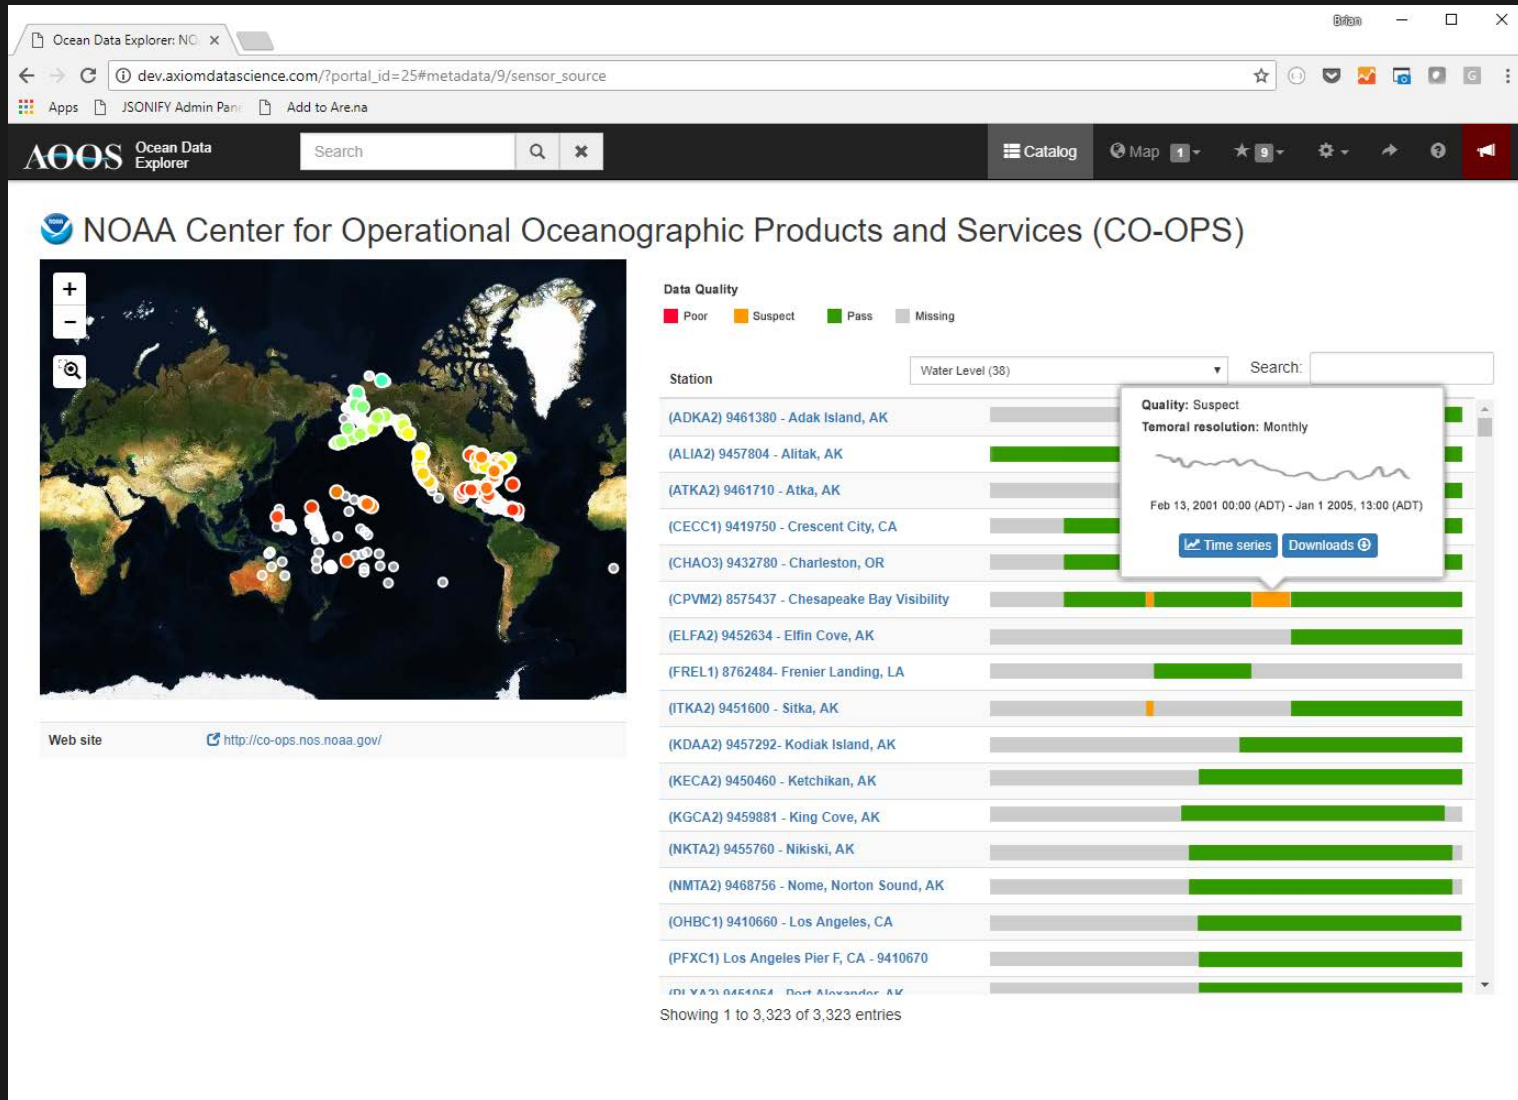 Brian
Ocean Data Explorer: NO
dev.axiomdatascience.com/?portal_id=25#metadata/9/sensor_source
G
Apps JSONIFY Admin Pan Add to Are.na
AOOS Ocean Data Explorer
Search
Catalog Map 1 9
NOAA Center for Operational Oceanographic Products and Services (CO-OPS)
+
−
Web site http://co-ops.nos.noaa.gov/
Data Quality
Poor Suspect Pass Missing
Station Water Level (38) Search:
(ADKA2) 9461380 - Adak Island, AK
(ALIA2) 9457804 - Alitak, AK
(ATKA2) 9461710 - Atka, AK
(CECC1) 9419750 - Crescent City, CA
(CHAO3) 9432780 - Charleston, OR
(CPVM2) 8575437 - Chesapeake Bay Visibility
(ELFA2) 9452634 - Elfin Cove, AK
(FREL1) 8762484- Frenier Landing, LA
(ITKA2) 9451600 - Sitka, AK
(KDAA2) 9457292- Kodiak Island, AK
(KECA2) 9450460 - Ketchikan, AK
(KGCA2) 9459881 - King Cove, AK
(NKTA2) 9455760 - Nikiski, AK
(NMTA2) 9468756 - Nome, Norton Sound, AK
(OHBC1) 9410660 - Los Angeles, CA
(PFXC1) Los Angeles Pier F, CA - 9410670
(PLXA2) 9451054 - Port Alexander, AK
Quality: Suspect
Temoral resolution: Monthly
Feb 13, 2001 00:00 (ADT) - Jan 1 2005, 13:00 (ADT)
Time series Downloads
Showing 1 to 3,323 of 3,323 entries